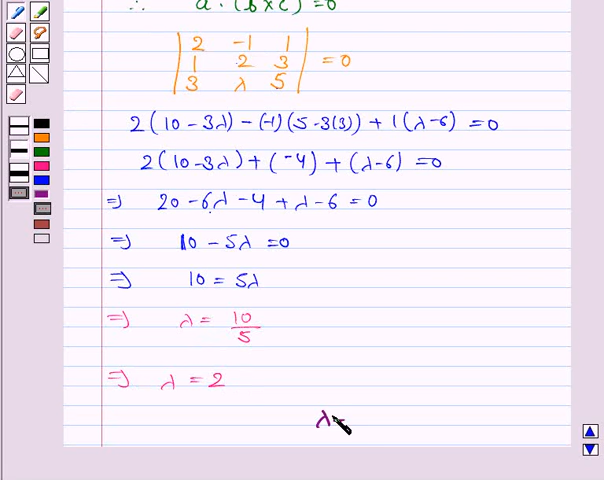 ∴ a · (b × c) = 0
| 2 -1 1 |
| 1 2 3 | = 0
| 3 λ 5 |
2 (10 - 3λ) - (-1) (5 - 3(3)) + 1 (λ - 6) = 0
2 (10 - 3λ) + (-4) + (λ - 6) = 0
⇒ 20 - 6λ - 4 + λ - 6 = 0
⇒ 10 - 5λ = 0
⇒ 10 = 5λ
⇒ λ = 10/5
⇒ λ = 2
λ